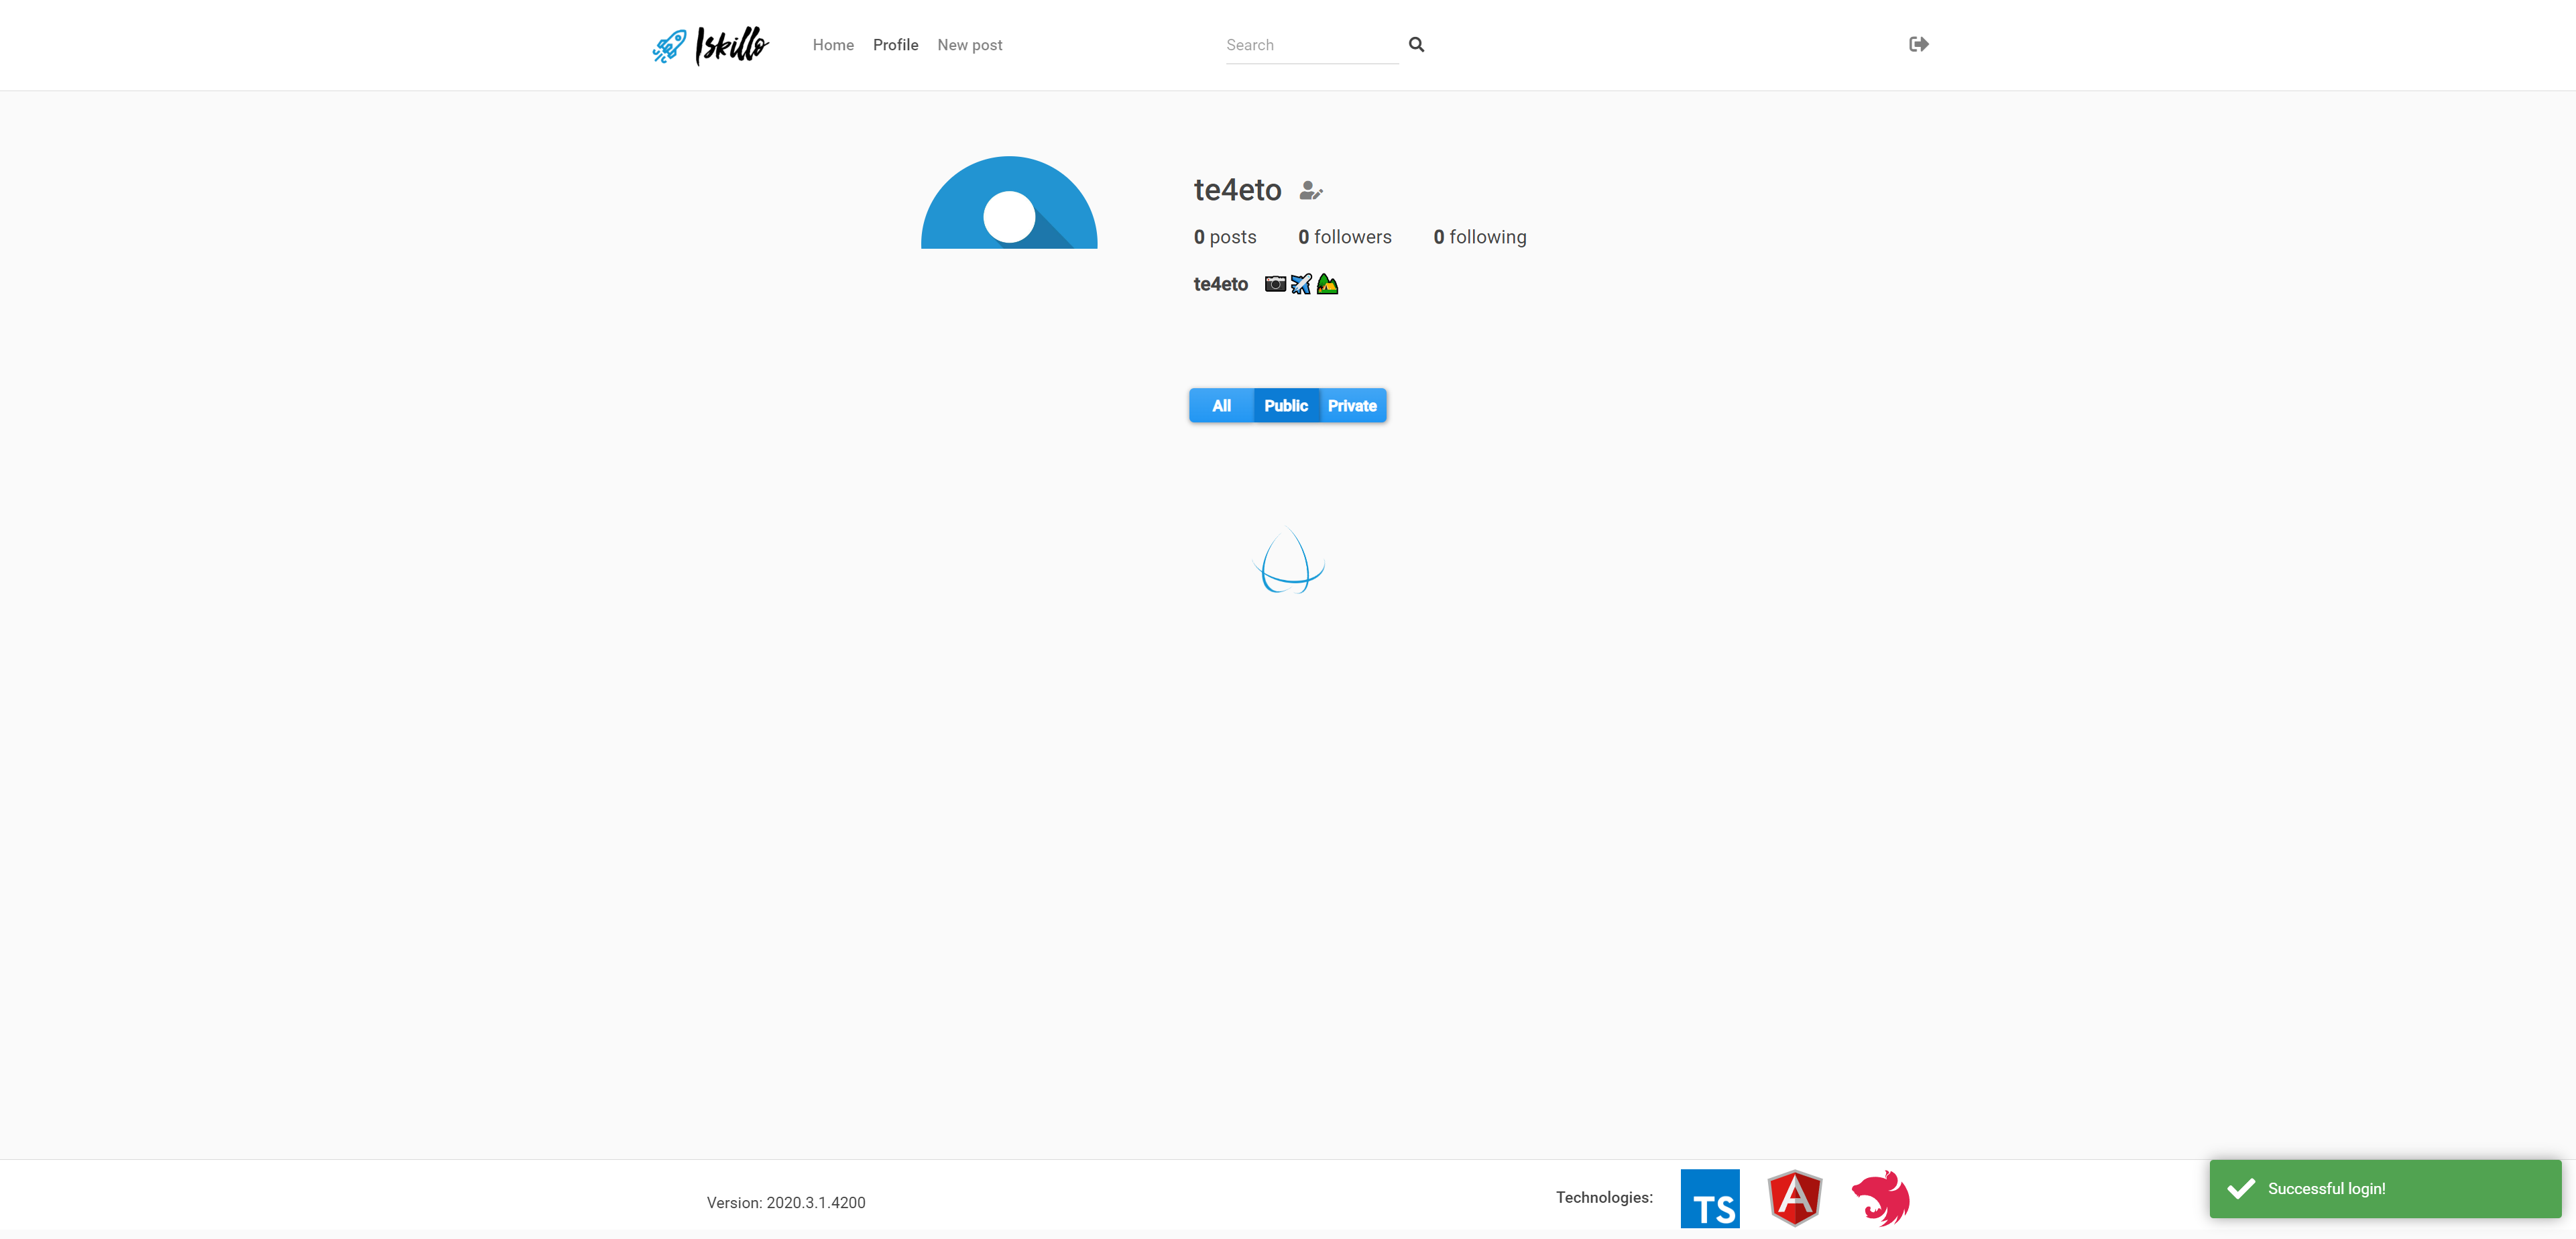 Iskillo Home Profile New post Search
te4eto
0 posts 0 followers 0 following
te4eto
All Public Private
Version: 2020.3.1.4200 Technologies: TS A Successful login!